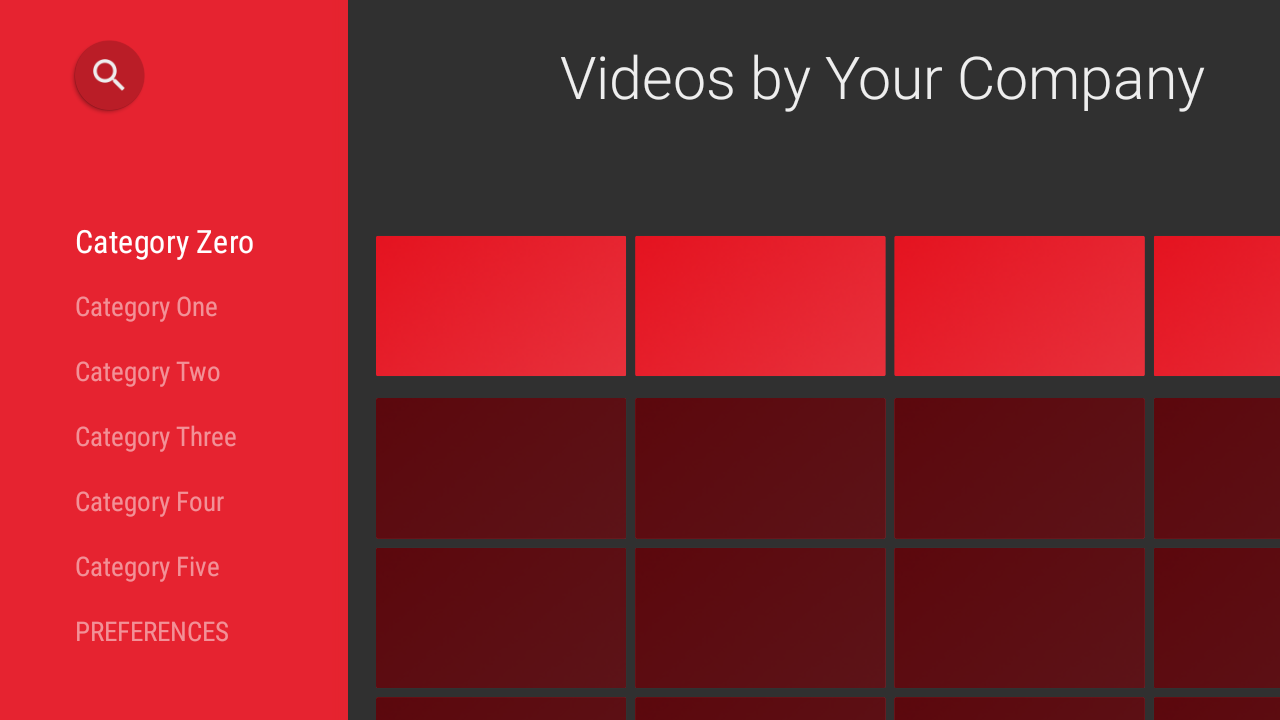 Videos by Your Company
Category Zero
Category One
Category Two
Category Three
Category Four
Category Five
PREFERENCES